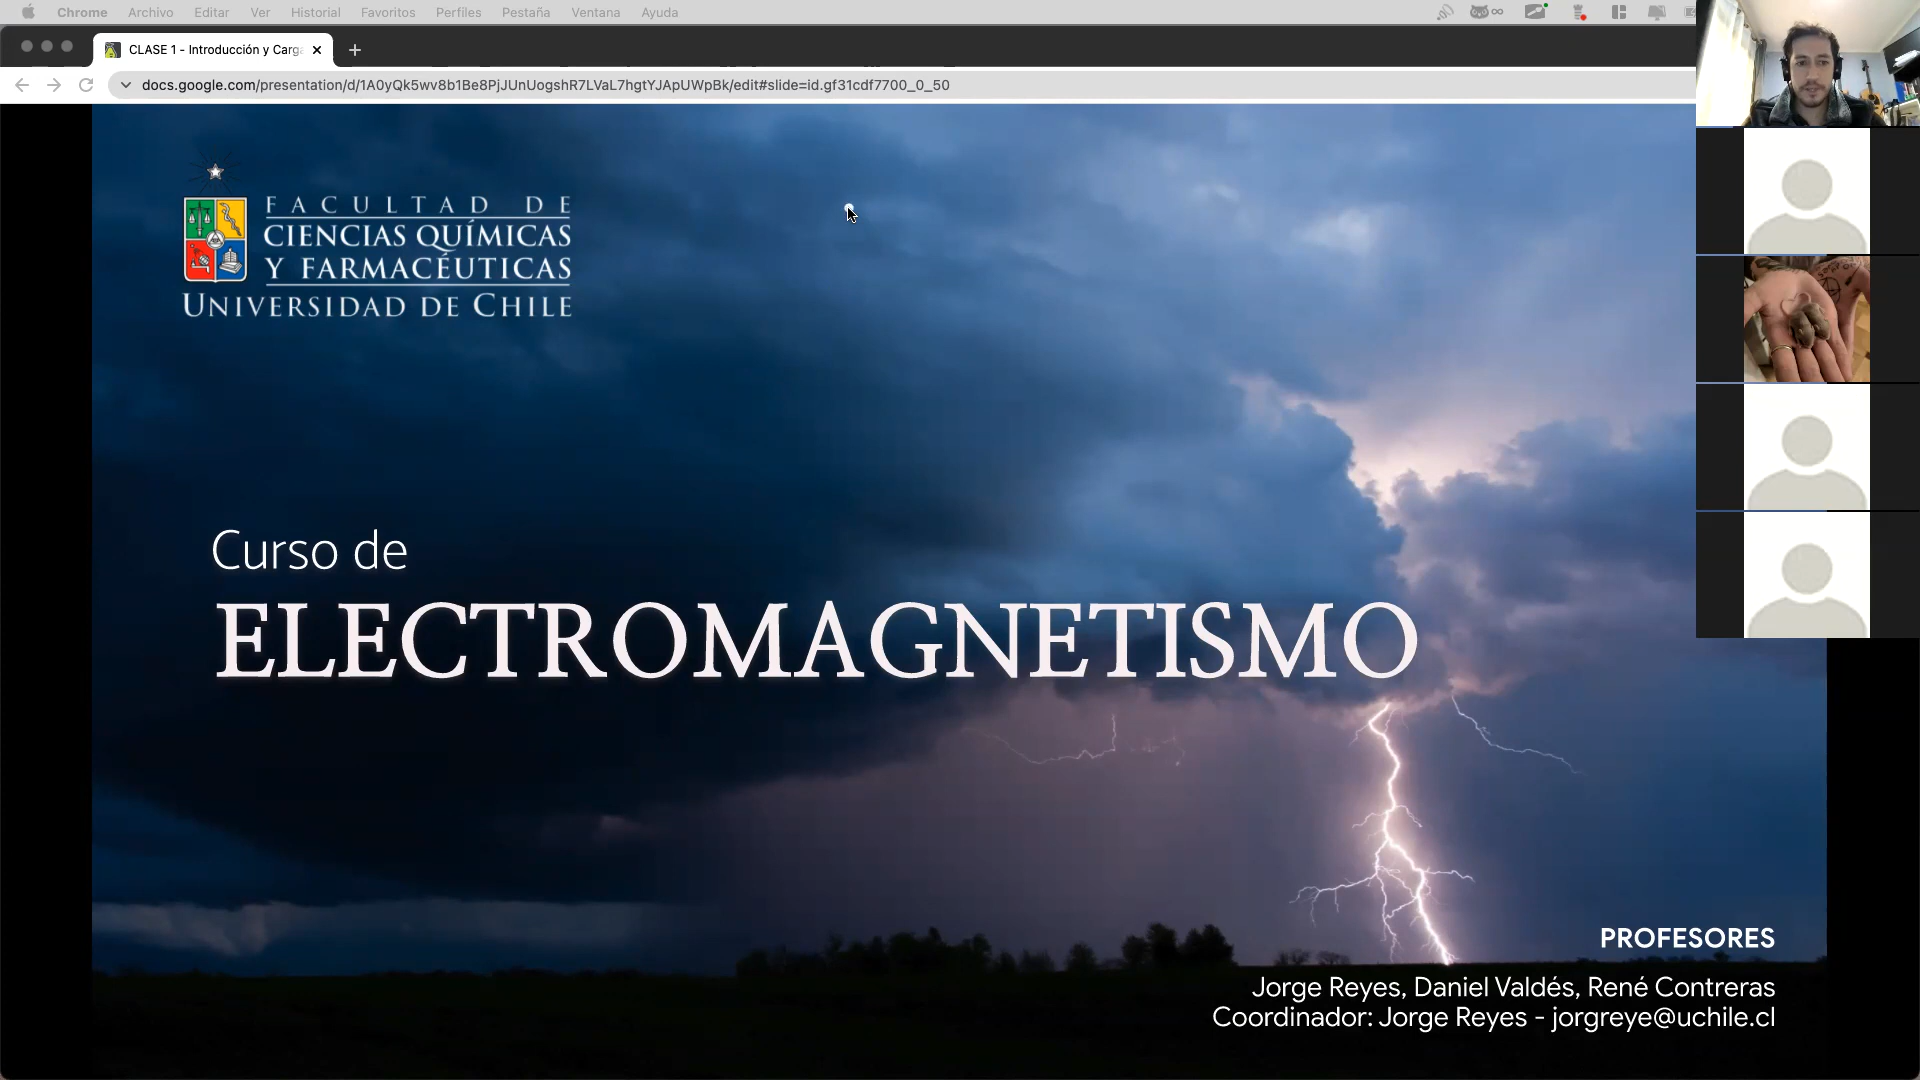 Chrome Archivo Editar Ver Historial Favoritos Perfiles Pestaña Ventana Ayuda
CLASE 1 - Introducción y Carga
docs.google.com/presentation/d/1A0yQk5wv8b1Be8PjJUnUogshR7LVaL7hgtYJApUWpBk/edit#slide=id.gf31cdf7700_0_50
FACULTAD DE
CIENCIAS QUÍMICAS
Y FARMACÉUTICAS
UNIVERSIDAD DE CHILE
Curso de
ELECTROMAGNETISMO
PROFESORES
Jorge Reyes, Daniel Valdés, René Contreras
Coordinador: Jorge Reyes - jorgreye@uchile.cl